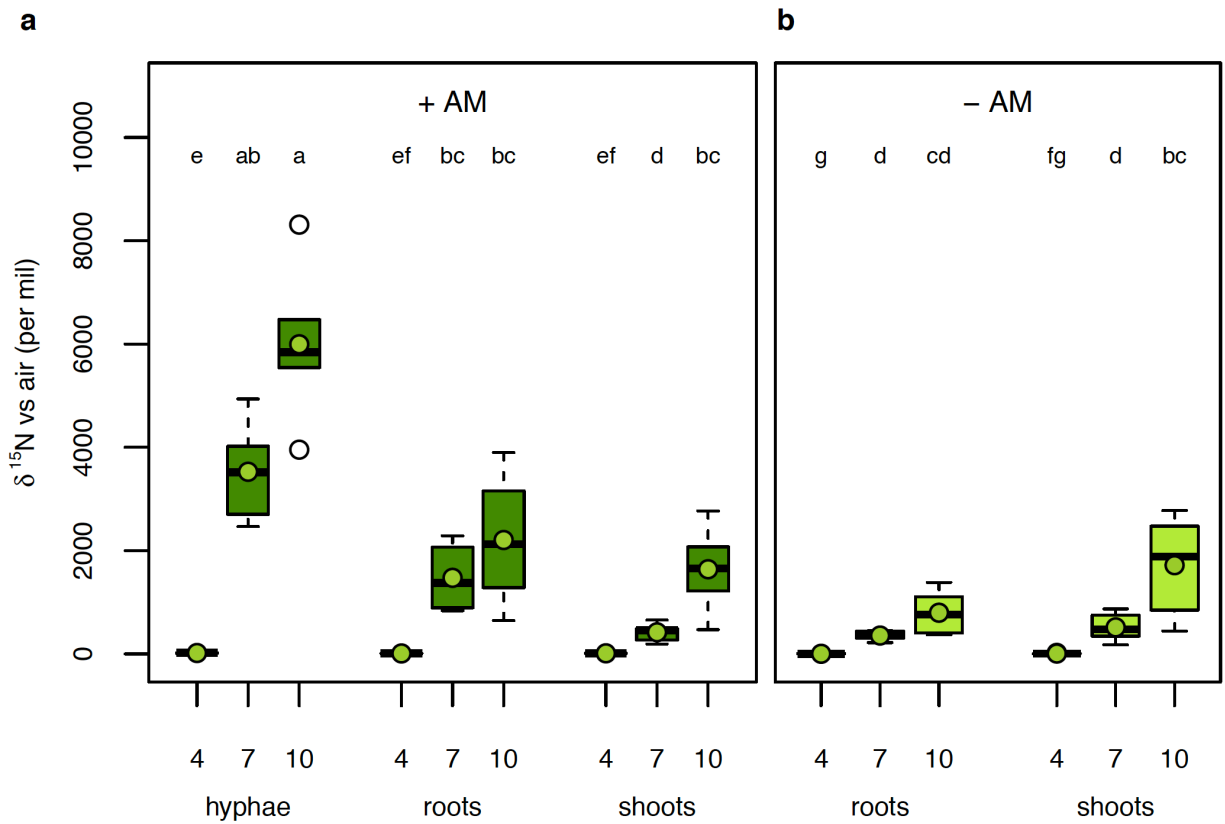 a
b
+ AM
− AM
e ab a ef bc bc ef d bc
g d cd fg d bc
δ ¹⁵N vs air (per mil)
10000
8000
6000
4000
2000
0
4 7 10 4 7 10 4 7 10
4 7 10 4 7 10
hyphae roots shoots
roots shoots